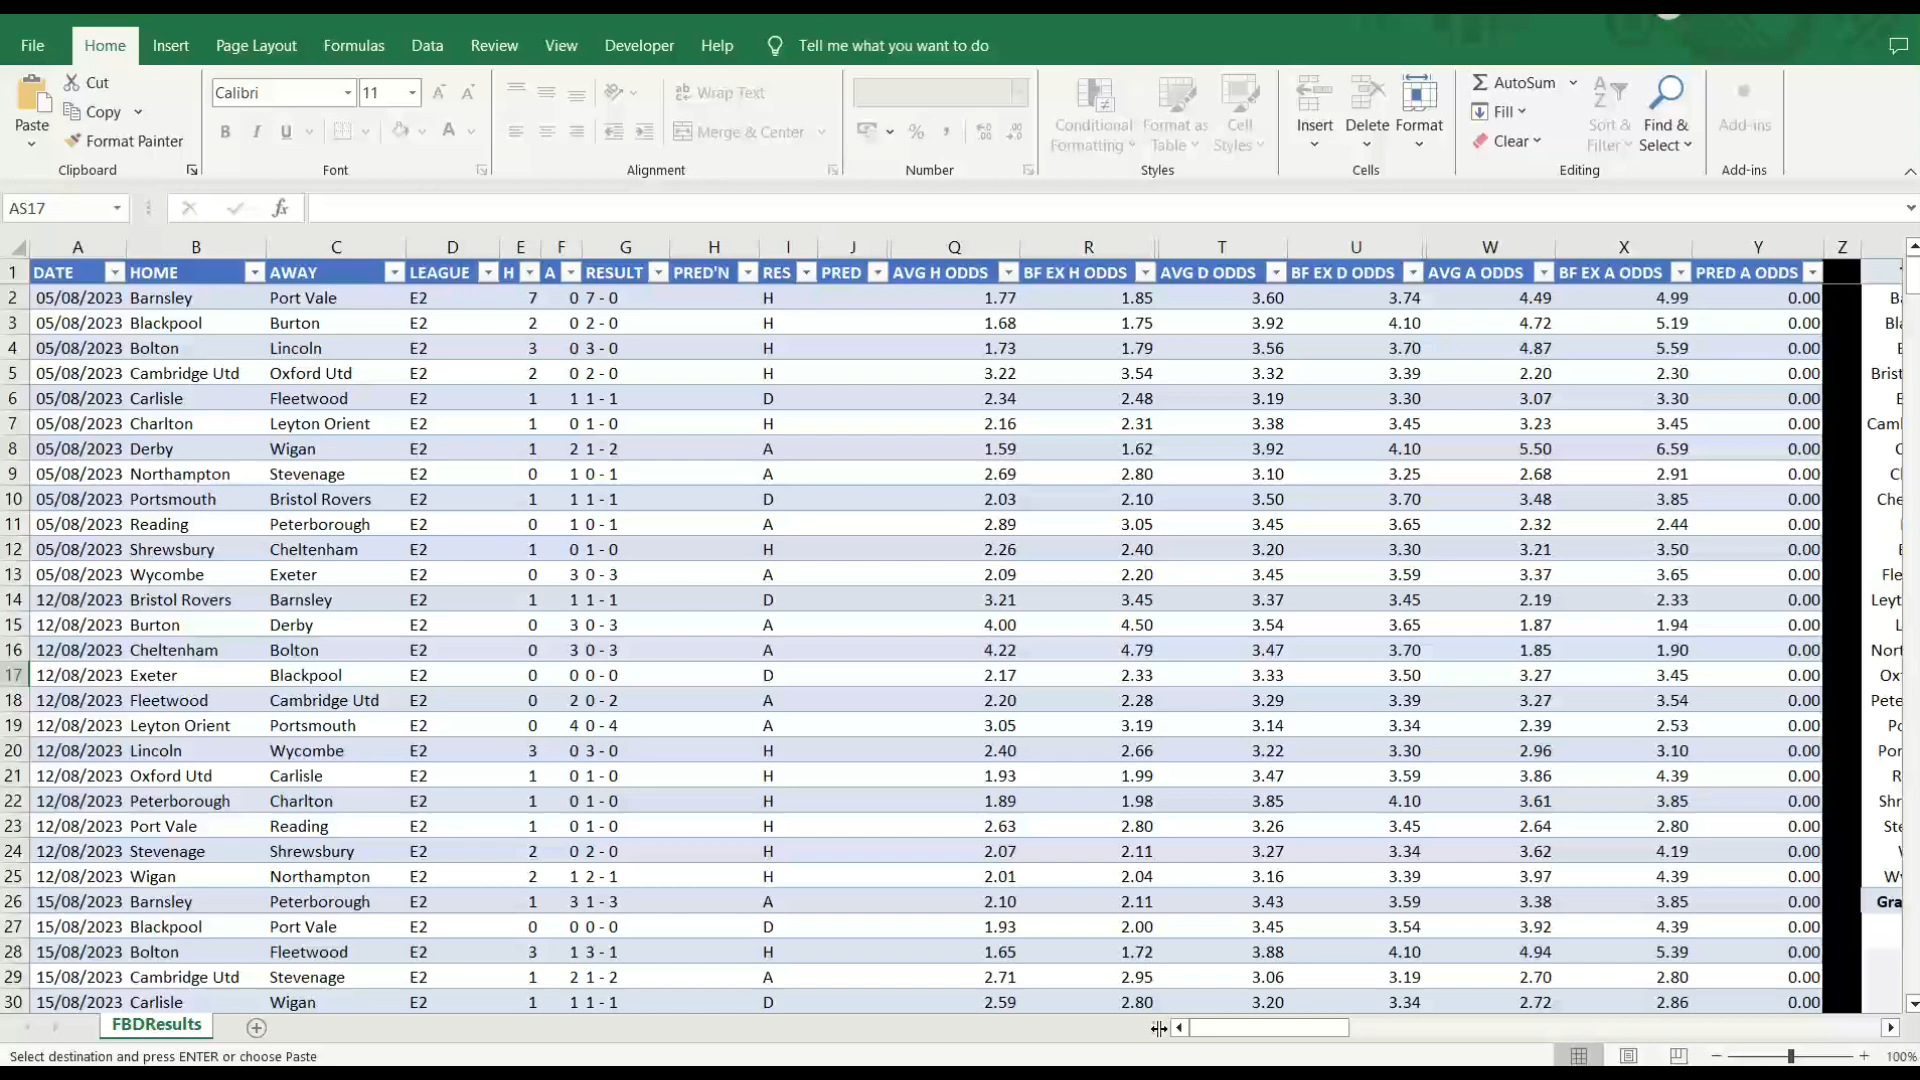 File Home Insert Page Layout Formulas Data Review View Developer Help Tell me what you want to do
Paste Cut Copy Format Painter Clipboard
Calibri 11 B I U A Font
Wrap Text Merge & Center Alignment
% Number
Conditional Formatting Format as Table Cell Styles Styles
Insert Delete Format Cells
AutoSum Fill Clear Sort & Filter Find & Select Editing
Add-ins Add-ins
AS17 fx
A B C D E F G H I J Q R T U W X Y Z
1 DATE HOME AWAY LEAGUE H A RESULT PRED'N RES PRED AVG H ODDS BF EX H ODDS AVG D ODDS BF EX D ODDS AVG A ODDS BF EX A ODDS PRED A ODDS
2 05/08/2023 Barnsley Port Vale E2 7 0 7 - 0 H 1.77 1.85 3.60 3.74 4.49 4.99 0.00 Ba
3 05/08/2023 Blackpool Burton E2 2 0 2 - 0 H 1.68 1.75 3.92 4.10 4.72 5.19 0.00 Bla
4 05/08/2023 Bolton Lincoln E2 3 0 3 - 0 H 1.73 1.79 3.56 3.70 4.87 5.59 0.00
5 05/08/2023 Cambridge Utd Oxford Utd E2 2 0 2 - 0 H 3.22 3.54 3.32 3.39 2.20 2.30 0.00 Brist
6 05/08/2023 Carlisle Fleetwood E2 1 1 1 - 1 D 2.34 2.48 3.19 3.30 3.07 3.30 0.00
7 05/08/2023 Charlton Leyton Orient E2 1 0 1 - 0 H 2.16 2.31 3.38 3.45 3.23 3.45 0.00 Caml
8 05/08/2023 Derby Wigan E2 1 2 1 - 2 A 1.59 1.62 3.92 4.10 5.50 6.59 0.00
9 05/08/2023 Northampton Stevenage E2 0 1 0 - 1 A 2.69 2.80 3.10 3.25 2.68 2.91 0.00 Cl
10 05/08/2023 Portsmouth Bristol Rovers E2 1 1 1 - 1 D 2.03 2.10 3.50 3.70 3.48 3.85 0.00 Che
11 05/08/2023 Reading Peterborough E2 0 1 0 - 1 A 2.89 3.05 3.45 3.65 2.32 2.44 0.00
12 05/08/2023 Shrewsbury Cheltenham E2 1 0 1 - 0 H 2.26 2.40 3.20 3.30 3.21 3.50 0.00
13 05/08/2023 Wycombe Exeter E2 0 3 0 - 3 A 2.09 2.20 3.45 3.59 3.37 3.65 0.00 Fle
14 12/08/2023 Bristol Rovers Barnsley E2 1 1 1 - 1 D 3.21 3.45 3.37 3.45 2.19 2.33 0.00 Leyt
15 12/08/2023 Burton Derby E2 0 3 0 - 3 A 4.00 4.50 3.54 3.65 1.87 1.94 0.00
16 12/08/2023 Cheltenham Bolton E2 0 3 0 - 3 A 4.22 4.79 3.47 3.70 1.85 1.90 0.00 Nort
17 12/08/2023 Exeter Blackpool E2 0 0 0 - 0 D 2.17 2.33 3.33 3.50 3.27 3.45 0.00 Ox
18 12/08/2023 Fleetwood Cambridge Utd E2 0 2 0 - 2 A 2.20 2.28 3.29 3.39 3.27 3.54 0.00 Pete
19 12/08/2023 Leyton Orient Portsmouth E2 0 4 0 - 4 A 3.05 3.19 3.14 3.34 2.39 2.53 0.00 Po
20 12/08/2023 Lincoln Wycombe E2 3 0 3 - 0 H 2.40 2.66 3.22 3.30 2.96 3.10 0.00 Por
21 12/08/2023 Oxford Utd Carlisle E2 1 0 1 - 0 H 1.93 1.99 3.47 3.59 3.86 4.39 0.00 R
22 12/08/2023 Peterborough Charlton E2 1 0 1 - 0 H 1.89 1.98 3.85 4.10 3.61 3.85 0.00 Shr
23 12/08/2023 Port Vale Reading E2 1 0 1 - 0 H 2.63 2.80 3.26 3.45 2.64 2.80 0.00 Ste
24 12/08/2023 Stevenage Shrewsbury E2 2 0 2 - 0 H 2.07 2.11 3.27 3.34 3.62 4.19 0.00
25 12/08/2023 Wigan Northampton E2 2 1 2 - 1 H 2.01 2.04 3.16 3.39 3.97 4.39 0.00 Wy
26 15/08/2023 Barnsley Peterborough E2 1 3 1 - 3 A 2.10 2.11 3.43 3.59 3.38 3.85 0.00 Gra
27 15/08/2023 Blackpool Port Vale E2 0 0 0 - 0 D 1.93 2.00 3.45 3.54 3.92 4.39 0.00
28 15/08/2023 Bolton Fleetwood E2 3 1 3 - 1 H 1.65 1.72 3.88 4.10 4.94 5.39 0.00
29 15/08/2023 Cambridge Utd Stevenage E2 1 2 1 - 2 A 2.71 2.95 3.06 3.19 2.70 2.80 0.00
30 15/08/2023 Carlisle Wigan E2 1 1 1 - 1 D 2.59 2.80 3.20 3.34 2.72 2.86 0.00
FBDResults
Select destination and press ENTER or choose Paste 100%